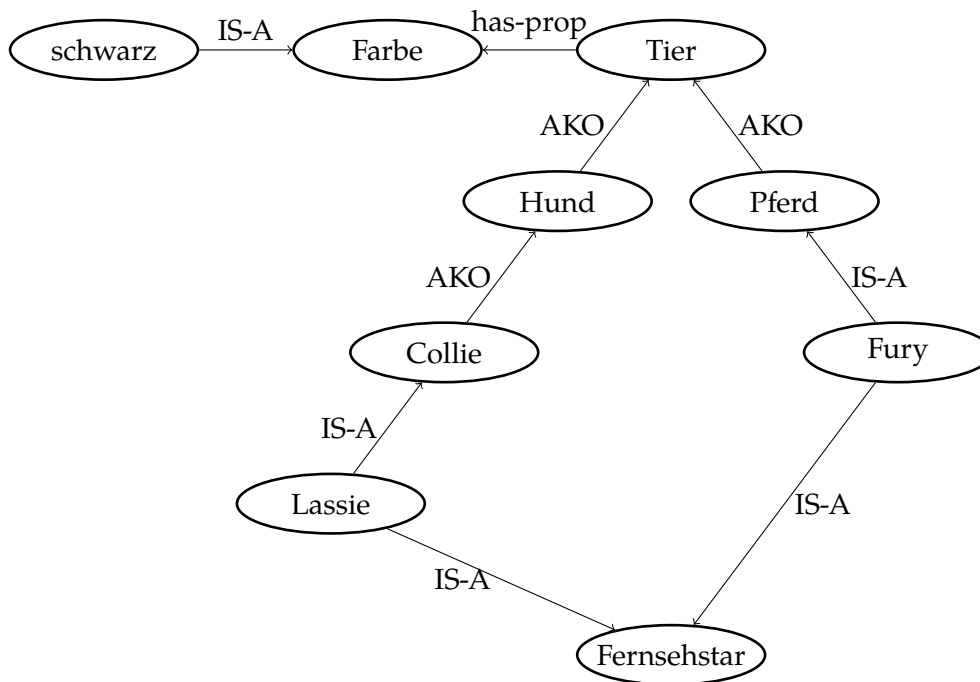 schwarz
IS-A
Farbe
has-prop
Tier
AKO
AKO
Hund
Pferd
AKO
IS-A
Collie
Fury
IS-A
Lassie
IS-A
IS-A
Fernsehstar